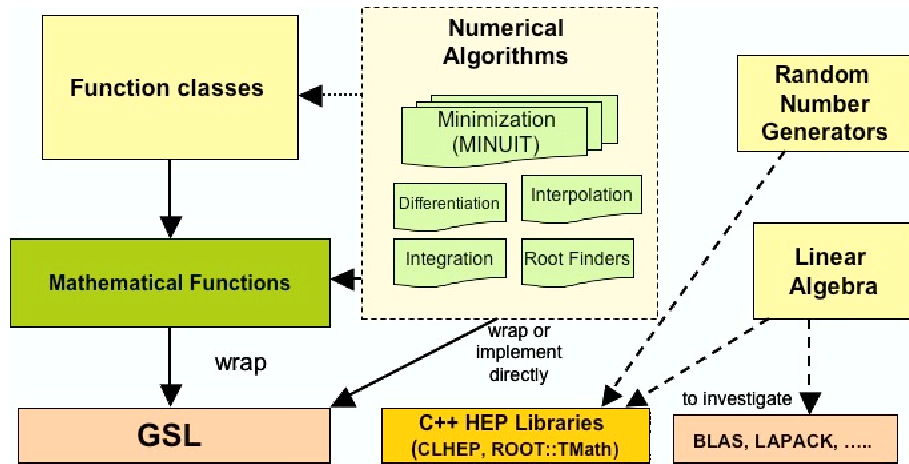 Function classes
Numerical
Algorithms
Minimization
(MINUIT)
Differentiation
Interpolation
Integration
Root Finders
Random
Number
Generators
Mathematical Functions
Linear
Algebra
wrap
wrap or
implement
directly
to investigate
GSL
C++ HEP Libraries
(CLHEP, ROOT::TMath)
BLAS, LAPACK, .....